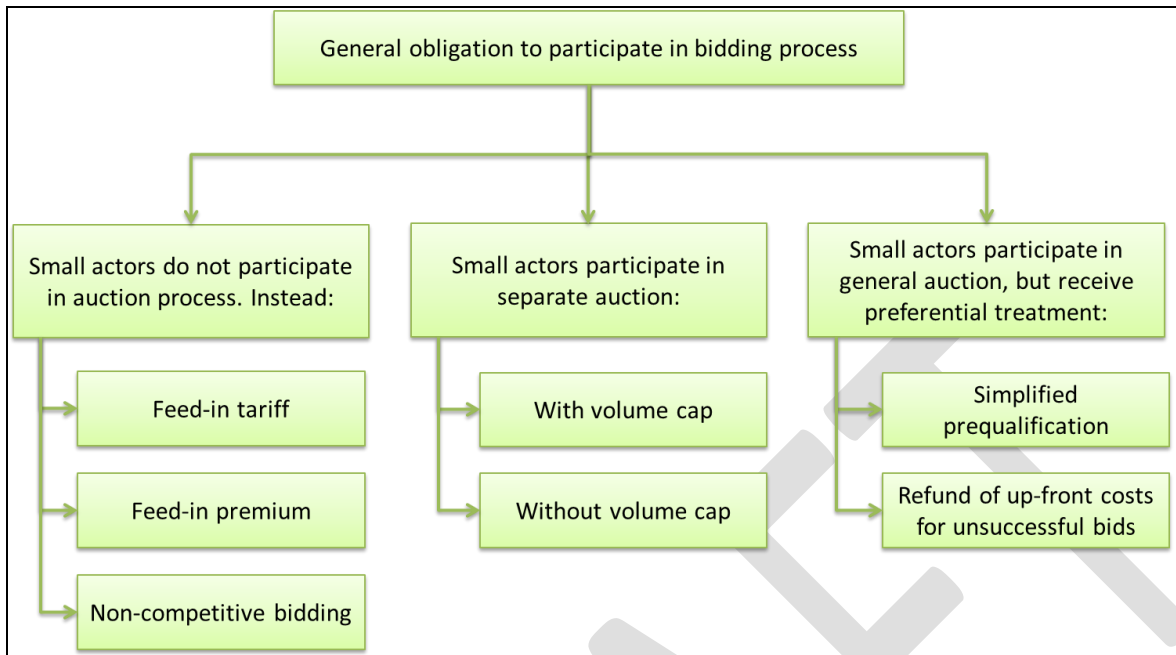 General obligation to participate in bidding process
Small actors do not participate
in auction process. Instead:
Feed-in tariff
Feed-in premium
Non-competitive bidding
Small actors participate in
separate auction:
With volume cap
Without volume cap
Small actors participate in
general auction, but receive
preferential treatment:
Simplified
prequalification
Refund of up-front costs
for unsuccessful bids